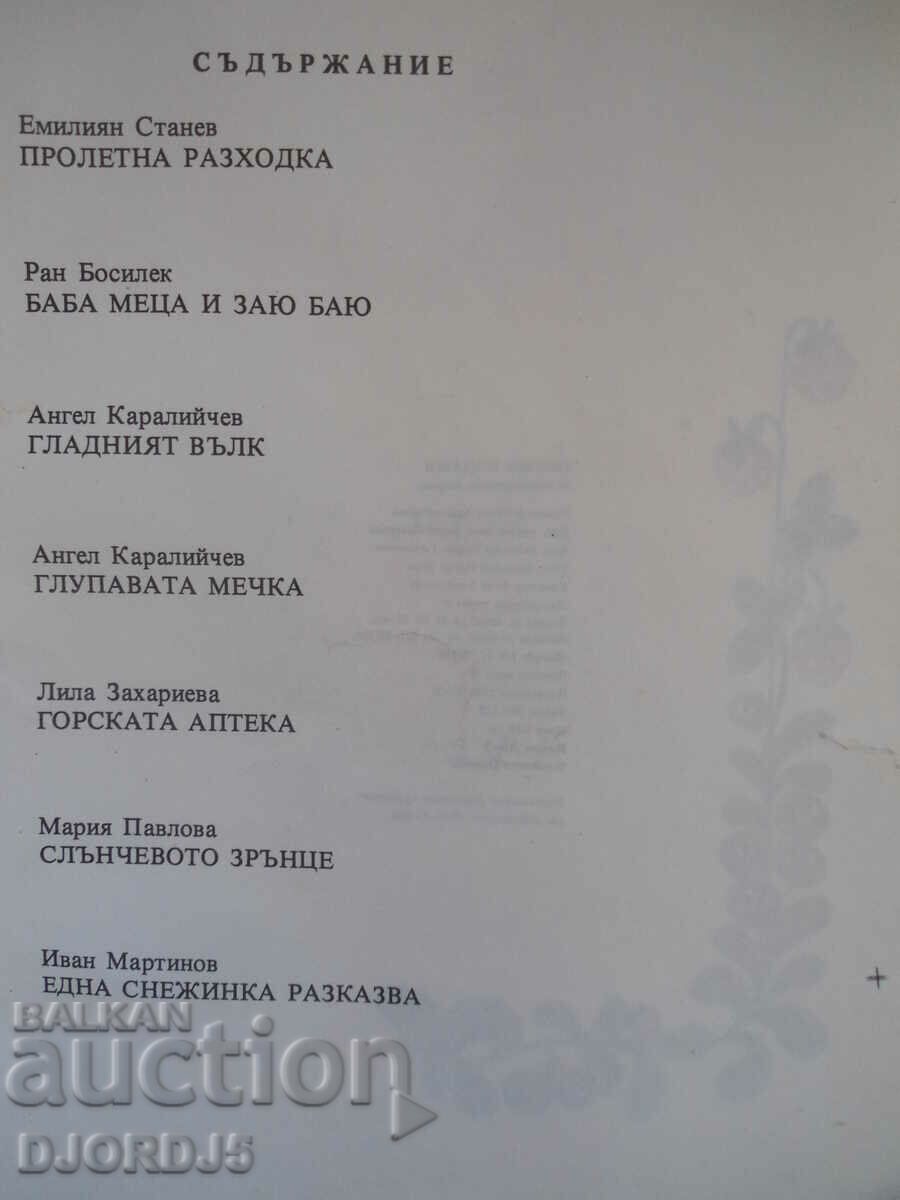 СЪДЪРЖАНИЕ
Емилиян Станев
ПРОЛЕТНА РАЗХОДКА
Ран Босилек
БАБА МЕЦА И ЗАЮ БАЮ
Ангел Каралийчев
ГЛАДНИЯТ ВЪЛК
Ангел Каралийчев
ГЛУПАВАТА МЕЧКА
Лила Захариева
ГОРСКАТА АПТЕКА
Мария Павлова
СЛЪНЧЕВОТО ЗРЪНЦЕ
Иван Мартинов
ЕДНА СНЕЖИНКА РАЗКАЗВА
+
BALKAN
auction
DJORDJ5